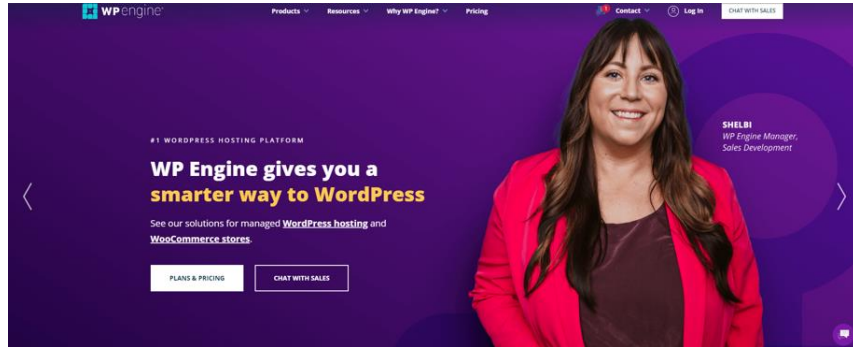 WP engine
Products Resources Why WP Engine? Pricing
1 Contact Log In CHAT WITH SALES
#1 WORDPRESS HOSTING PLATFORM
WP Engine gives you a
smarter way to WordPress
See our solutions for managed WordPress hosting and
WooCommerce stores.
PLANS & PRICING CHAT WITH SALES
SHELBI
WP Engine Manager,
Sales Development